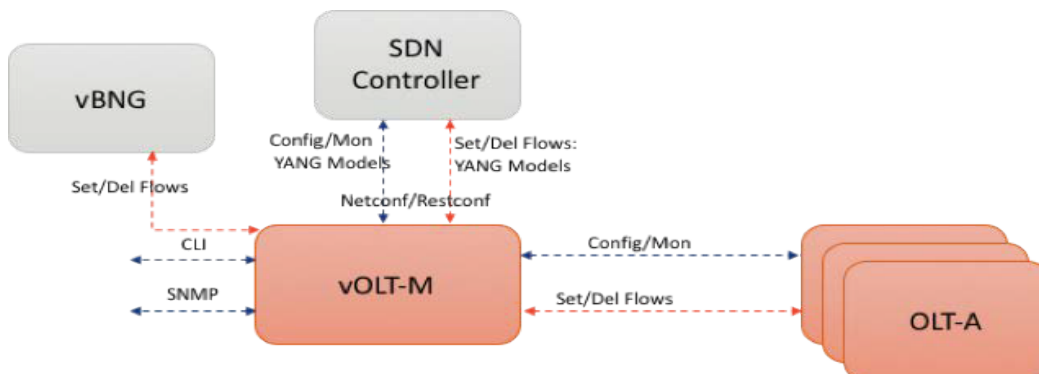 SDN
Controller
vBNG
Config/Mon
YANG Models
Set/Del Flows:
YANG Models
Set/Del Flows
Netconf/Restconf
CLI
Config/Mon
vOLT-M
SNMP
Set/Del Flows
OLT-A